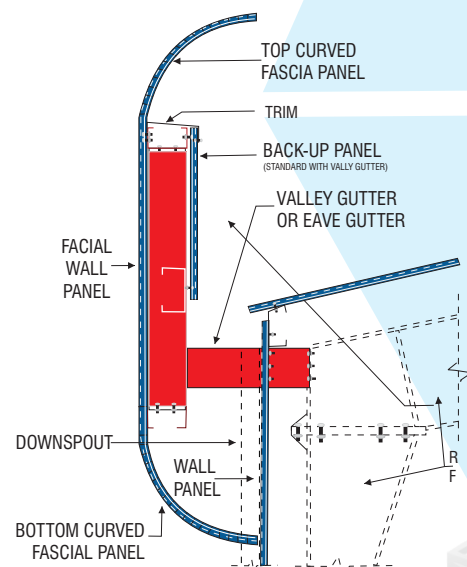 TOP CURVED
FASCIA PANEL
TRIM
BACK-UP PANEL
(STANDARD WITH VALLY GUTTER)
VALLEY GUTTER
OR EAVE GUTTER
FACIAL
WALL
PANEL
DOWNSPOUT
WALL
PANEL
R
F
BOTTOM CURVED
FASCIAL PANEL